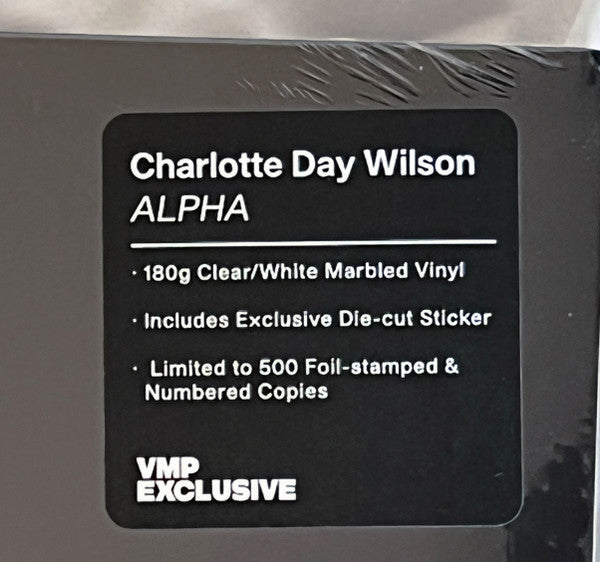 Charlotte Day Wilson
ALPHA
· 180g Clear/White Marbled Vinyl
· Includes Exclusive Die-cut Sticker
· Limited to 500 Foil-stamped &
Numbered Copies
VMP
EXCLUSIVE